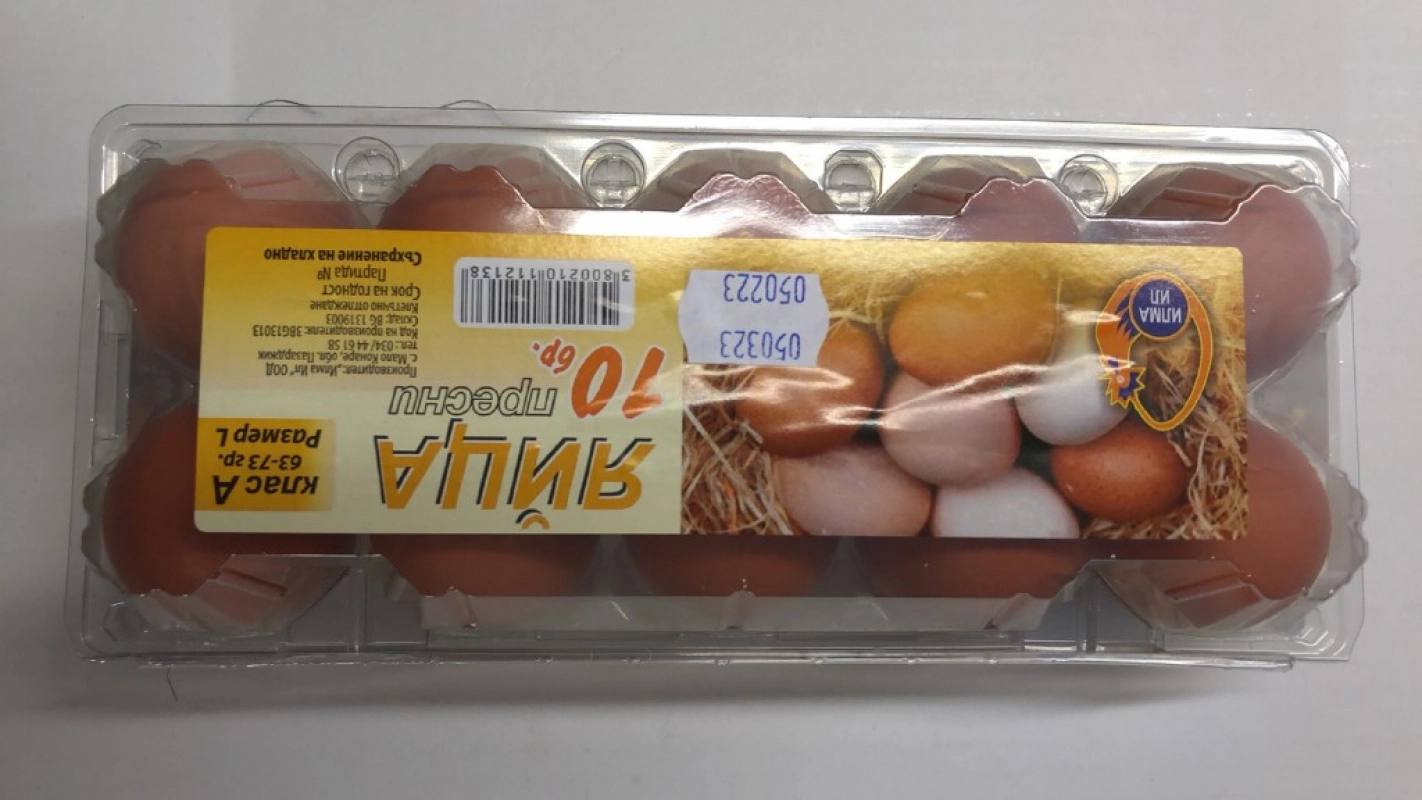 ИЛМА
ИЛ
050323
050223
ЯЙЦА
10 бр.
пресни
клас А
63-73 гр.
Размер L
Производител: „Илма Ил" ООД
с. Мало Конаре, обл. Пазарджик
тел.: 034/ 44 61 58
Код на производителя: 38G13013
Склад: BG 1319003
Клетъчно отглеждане
Срок на годност
Партида №
Съхранение на хладно
3800210112138